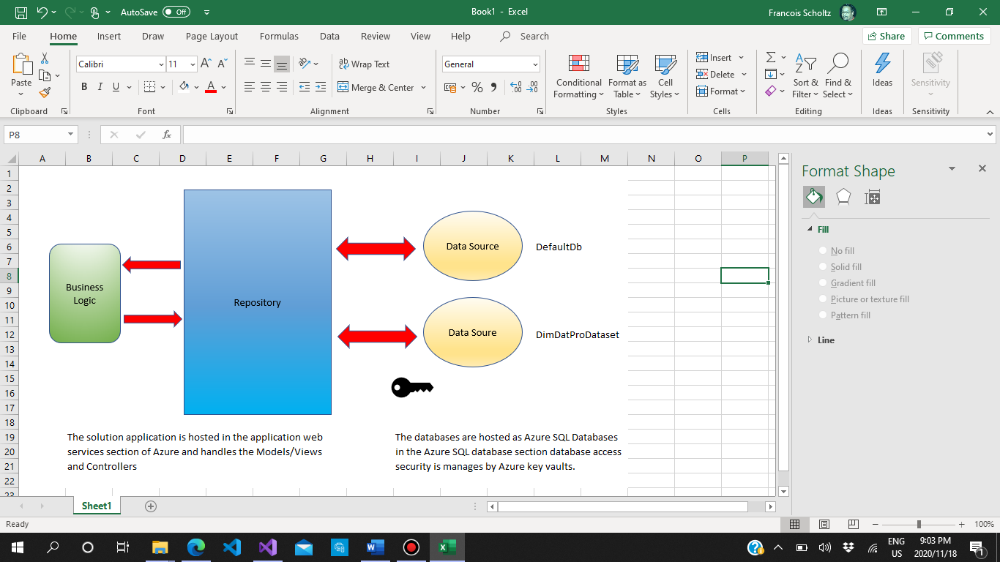 AutoSave Off
Book1 - Excel
Francois Scholtz
File Home Insert Draw Page Layout Formulas Data Review View Help Search
Share Comments
Paste
Calibri 11
B I U
ab Wrap Text
Merge & Center
General
Conditional Formatting
Format as Table
Cell Styles
Insert
Delete
Format
Sort & Filter
Find & Select
Ideas
Sensitivity
Clipboard Font Alignment Number Styles Cells Editing Ideas Sensitivity
P8 fx
A B C D E F G H I J K L M N O P
1
2
3
4
5
6
7
8
9
10
11
12
13
14
15
16
17
18
19
20
21
22
23
Business
Logic
Repository
Data Source
DefaultDb
Data Soure
DimDatProDataset
The solution application is hosted in the application web
services section of Azure and handles the Models/Views
and Controllers
The databases are hosted as Azure SQL Databases
in the Azure SQL database section database access
security is manages by Azure key vaults.
Format Shape
Fill
No fill
Solid fill
Gradient fill
Picture or texture fill
Pattern fill
Line
Sheet1
Ready
100%
ENG
US
9:03 PM
2020/11/18
1